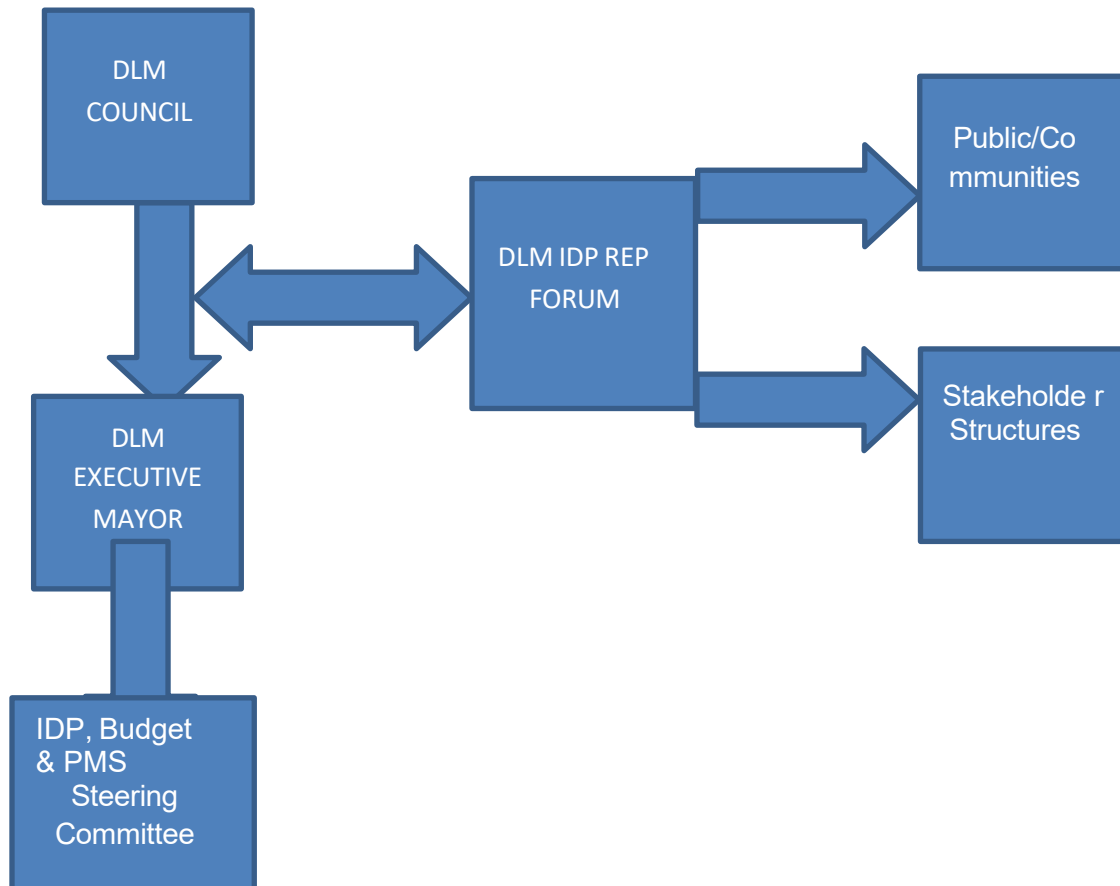 DLM
COUNCIL
Public/Co
mmunities
DLM IDP REP
FORUM
Stakeholde r
Structures
DLM
EXECUTIVE
MAYOR
IDP, Budget
& PMS
Steering
Committee